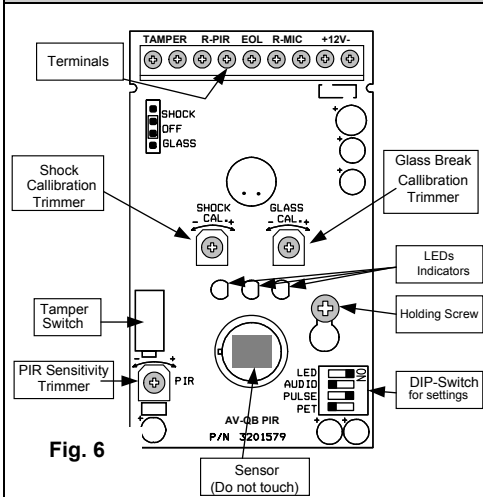 TAMPER R-PIR EOL R-MIC +12V-
Terminals
SHOCK
OFF
GLASS
Shock
Callibration
Trimmer
Glass Break
Callibration
Trimmer
SHOCK
CAL.
- +
GLASS
CAL.
- +
LEDs
Indicators
Tamper
Switch
Holding Screw
PIR Sensitivity
Trimmer
- +
PIR
LED
AUDIO
PULSE
PET
ON
DIP-Switch
for settings
AV-QB PIR
P/N 3201579
Fig. 6
Sensor
(Do not touch)
+
+
+
+
+
+